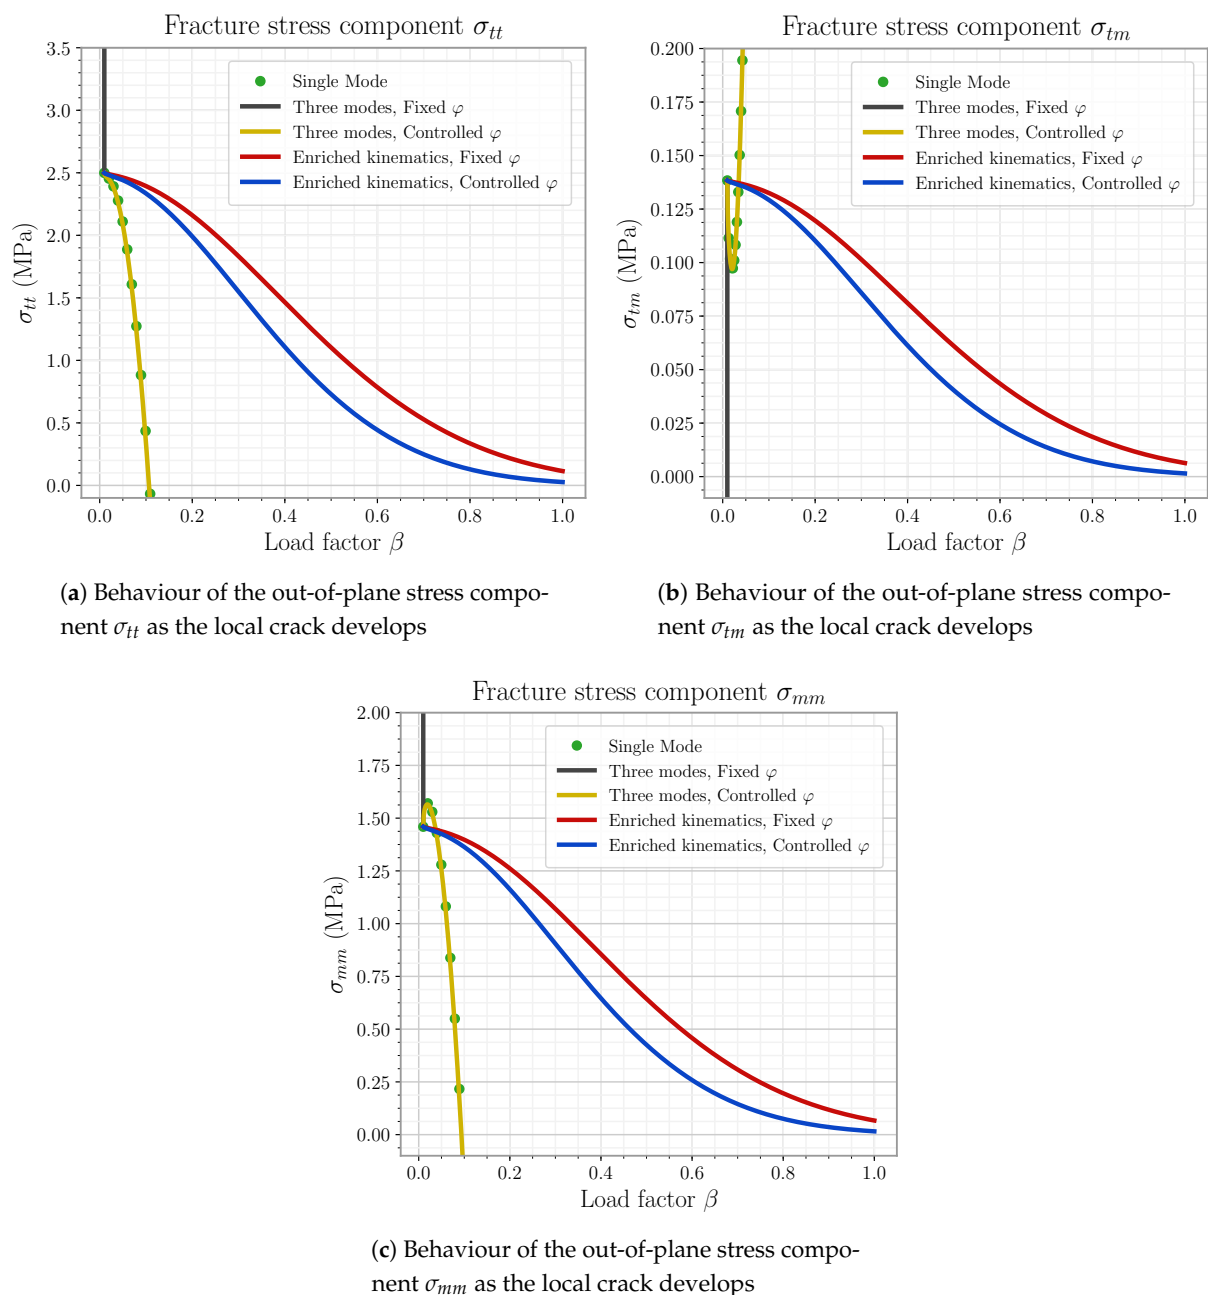 Fracture stress component σtt
3.5
3.0
2.5
2.0
1.5
1.0
0.5
0.0
σtt (MPa)
Single Mode
Three modes, Fixed φ
Three modes, Controlled φ
Enriched kinematics, Fixed φ
Enriched kinematics, Controlled φ
0.0 0.2 0.4 0.6 0.8 1.0
Load factor β
(a) Behaviour of the out-of-plane stress compo-
nent σtt as the local crack develops
Fracture stress component σtm
0.200
0.175
0.150
0.125
0.100
0.075
0.050
0.025
0.000
σtm (MPa)
Single Mode
Three modes, Fixed φ
Three modes, Controlled φ
Enriched kinematics, Fixed φ
Enriched kinematics, Controlled φ
0.0 0.2 0.4 0.6 0.8 1.0
Load factor β
(b) Behaviour of the out-of-plane stress compo-
nent σtm as the local crack develops
Fracture stress component σmm
2.00
1.75
1.50
1.25
1.00
0.75
0.50
0.25
0.00
σmm (MPa)
Single Mode
Three modes, Fixed φ
Three modes, Controlled φ
Enriched kinematics, Fixed φ
Enriched kinematics, Controlled φ
0.0 0.2 0.4 0.6 0.8 1.0
Load factor β
(c) Behaviour of the out-of-plane stress compo-
nent σmm as the local crack develops